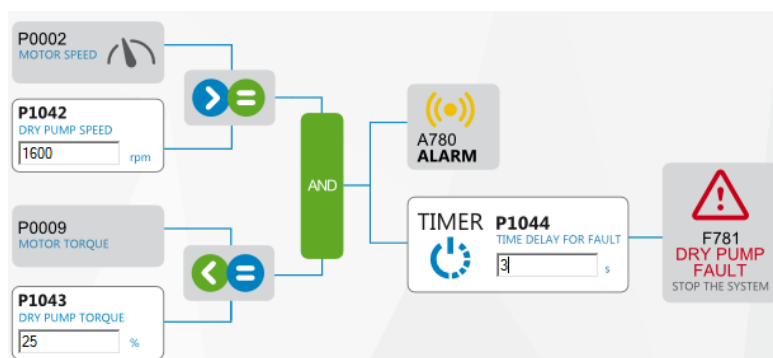 P0002
MOTOR SPEED
P1042
DRY PUMP SPEED
1600 rpm
P0009
MOTOR TORQUE
P1043
DRY PUMP TORQUE
25 %
> =
< =
AND
A780
ALARM
TIMER P1044
TIME DELAY FOR FAULT
3 s
F781
DRY PUMP
FAULT
STOP THE SYSTEM